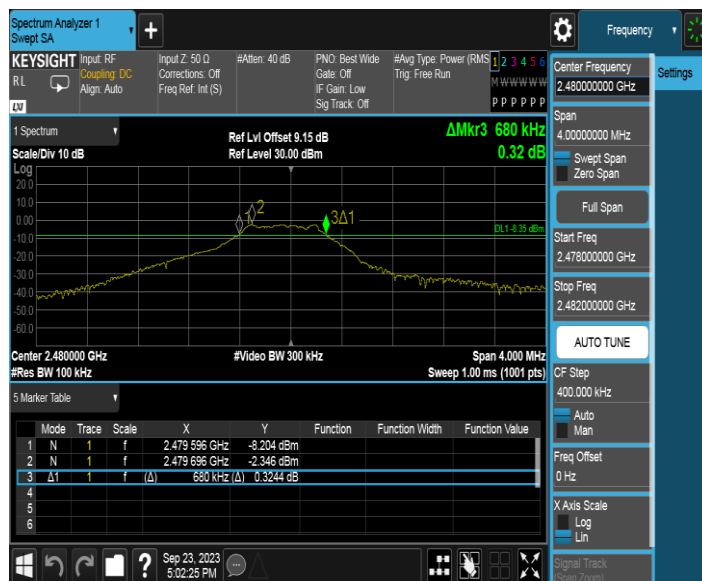 Spectrum Analyzer 1
Swept SA
Frequency
KEYSIGHT
RL
LXI
Input: RF
Coupling: DC
Align: Auto
Input Z: 50 Ω
Corrections: Off
Freq Ref: Int (S)
#Atten: 40 dB
PNO: Best Wide
Gate: Off
IF Gain: Low
Sig Track: Off
#Avg Type: Power (RMS
Trig: Free Run
1 2 3 4 5 6
M W W W W W
P P P P P P
1 Spectrum
Scale/Div 10 dB
Ref Lvl Offset 9.15 dB
Ref Level 30.00 dBm
ΔMkr3 680 kHz
0.32 dB
Log
20.0
10.0
0.00
-10.0
-20.0
-30.0
-40.0
-50.0
-60.0
1
2
3Δ1
DL1 -8.35 dBm
Center 2.480000 GHz
#Res BW 100 kHz
#Video BW 300 kHz
Span 4.000 MHz
Sweep 1.00 ms (1001 pts)
5 Marker Table
Mode Trace Scale X Y Function Function Width Function Value
1 N 1 f 2.479 596 GHz -8.204 dBm
2 N 1 f 2.479 696 GHz -2.346 dBm
3 Δ1 1 f (Δ) 680 kHz (Δ) 0.3244 dB
4
5
6
?
Sep 23, 2023
5:02:25 PM
Settings
Center Frequency
2.480000000 GHz
Span
4.00000000 MHz
Swept Span
Zero Span
Full Span
Start Freq
2.478000000 GHz
Stop Freq
2.482000000 GHz
AUTO TUNE
CF Step
400.000 kHz
Auto
Man
Freq Offset
0 Hz
X Axis Scale
Log
Lin
Signal Track
(Span Zoom)